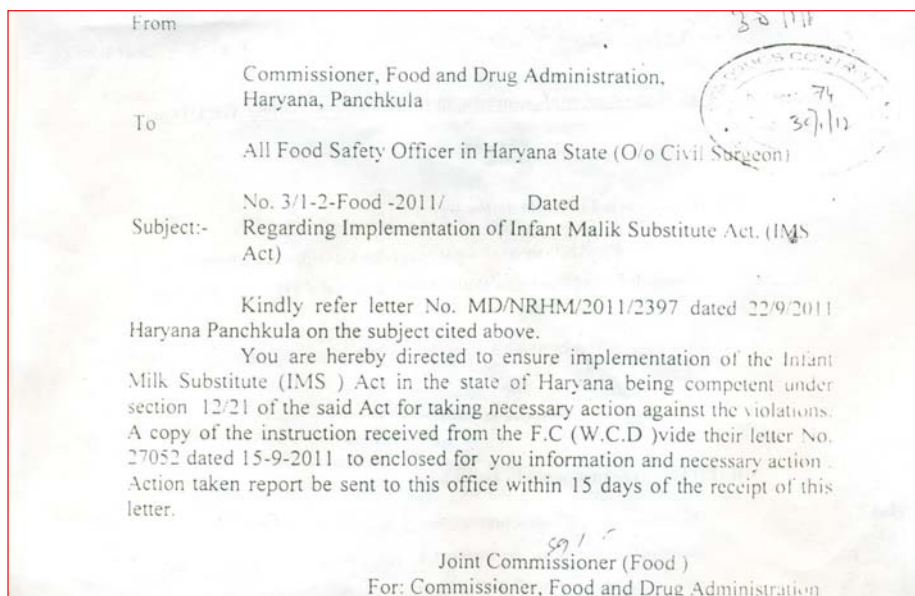 From
Commissioner, Food and Drug Administration,
Haryana, Panchkula
74
30/1/12
To
All Food Safety Officer in Haryana State (O/o Civil Surgeon)
No. 3/1-2-Food -2011/ Dated
Subject:- Regarding Implementation of Infant Malik Substitute Act. (IMS
Act)
Kindly refer letter No. MD/NRHM/2011/2397 dated 22/9/2011
Haryana Panchkula on the subject cited above.
You are hereby directed to ensure implementation of the Infant
Milk Substitute (IMS ) Act in the state of Haryana being competent under
section 12/21 of the said Act for taking necessary action against the violations.
A copy of the instruction received from the F.C (W.C.D )vide their letter No.
27052 dated 15-9-2011 to enclosed for you information and necessary action .
Action taken report be sent to this office within 15 days of the receipt of this
letter.
Joint Commissioner (Food )
For: Commissioner, Food and Drug Administration